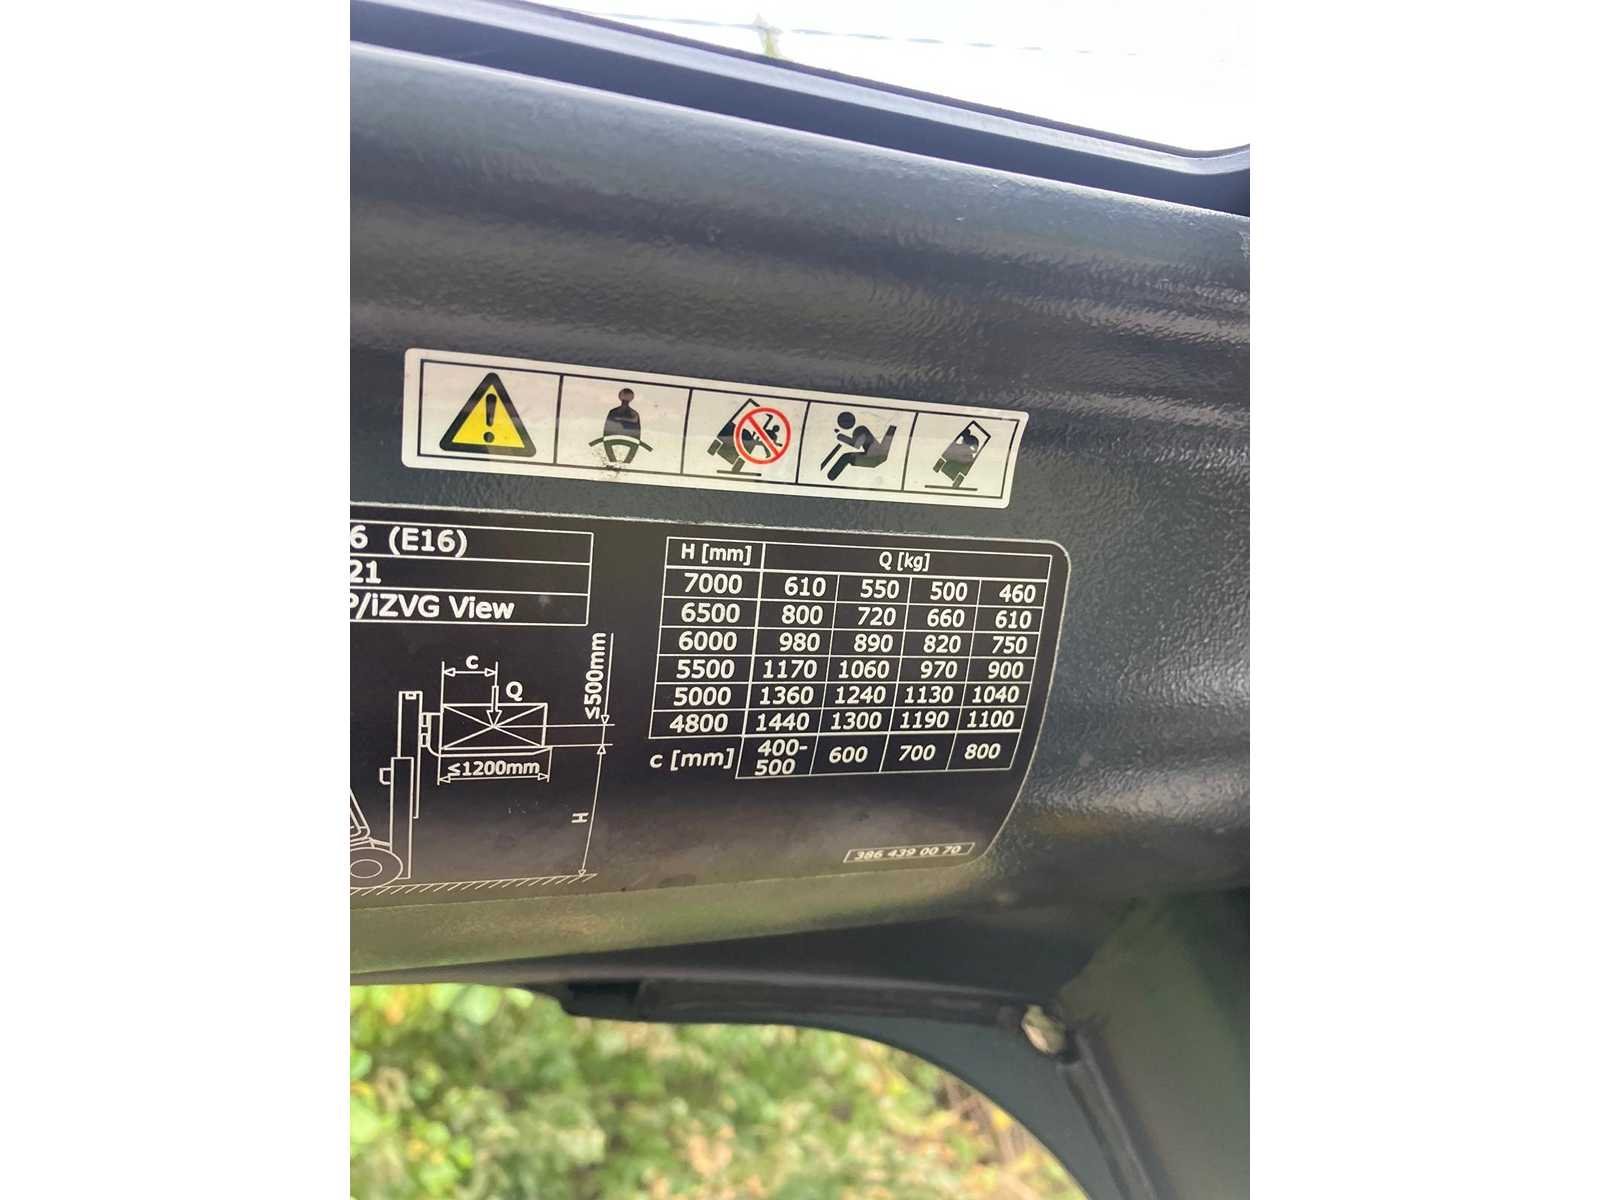 6 (E16)
21
P/iZVG View
c
Q
≤500mm
≤1200mm
H
H [mm] Q [kg]
7000 610 550 500 460
6500 800 720 660 610
6000 980 890 820 750
5500 1170 1060 970 900
5000 1360 1240 1130 1040
4800 1440 1300 1190 1100
c [mm] 400-500 600 700 800
386 439 00 70